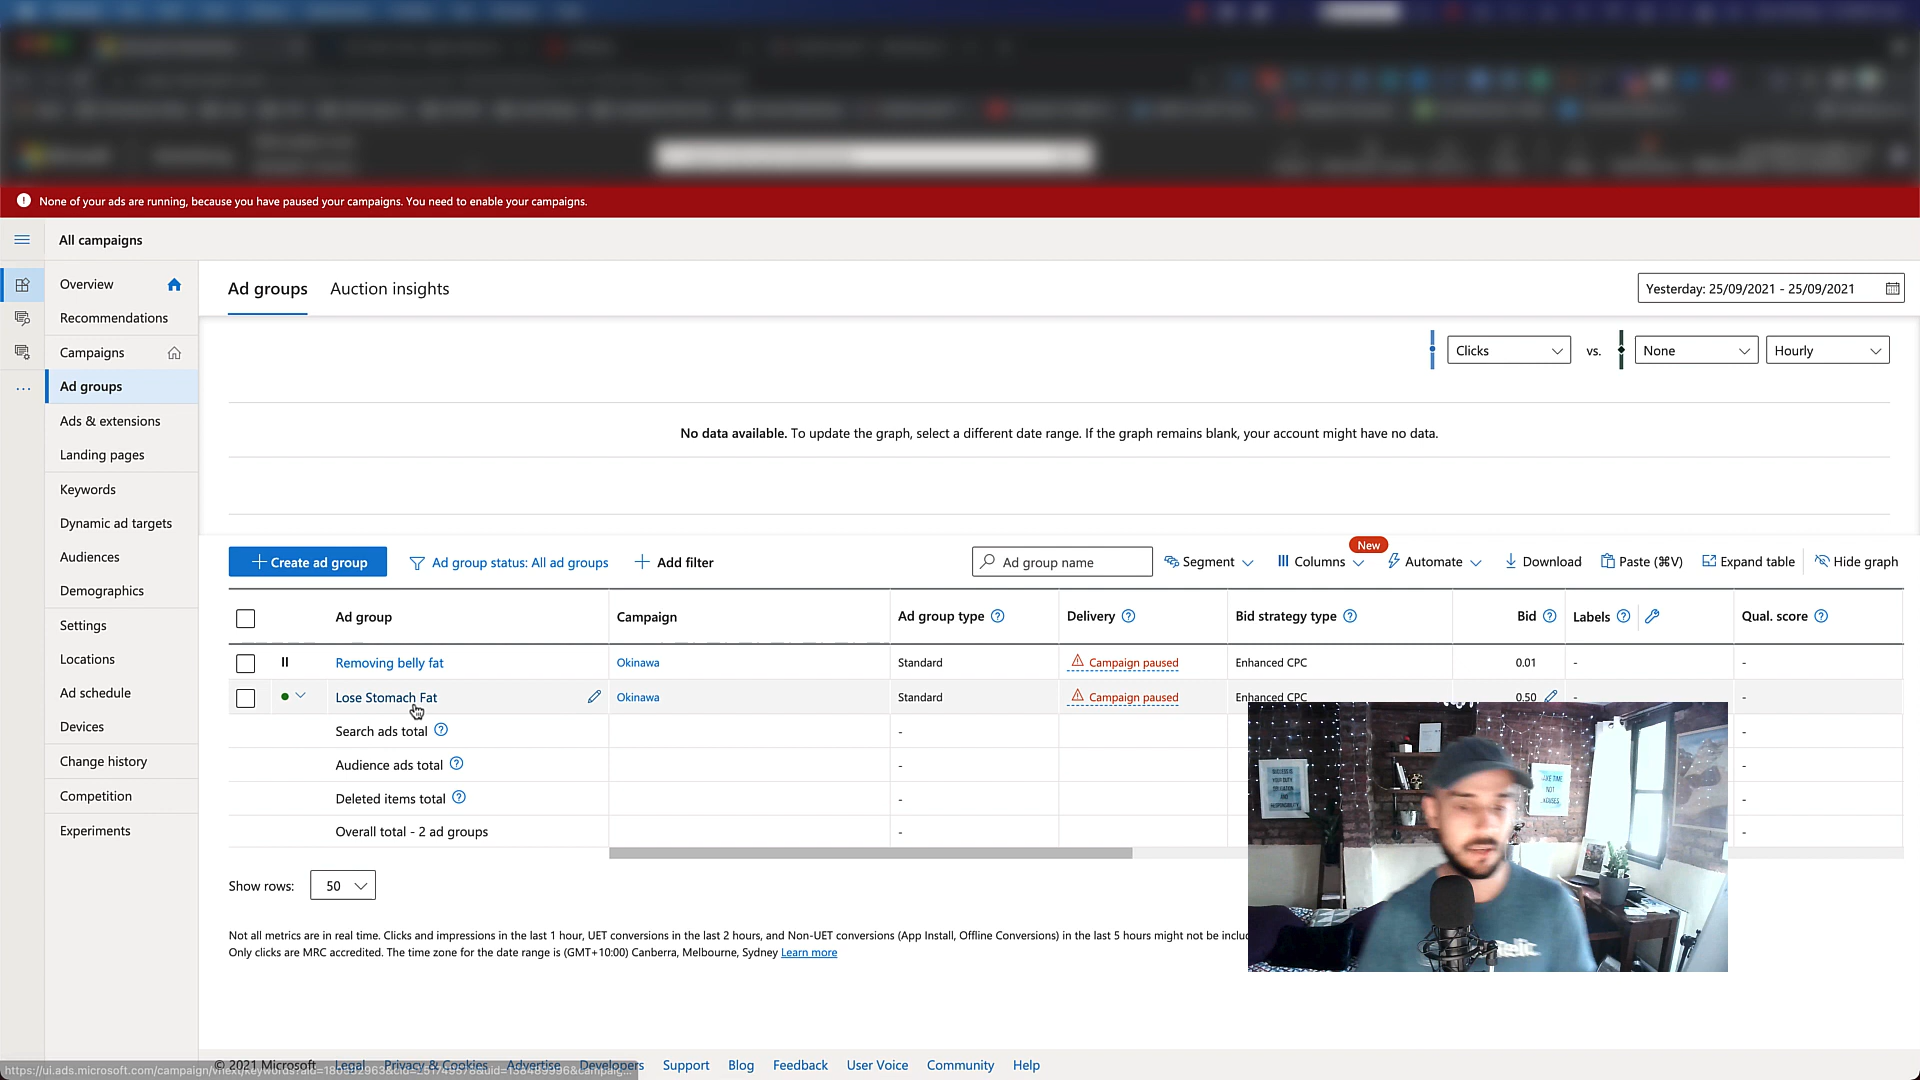 None of your ads are running, because you have paused your campaigns. You need to enable your campaigns.
All campaigns
Overview
Recommendations
Campaigns
Ad groups
Ads & extensions
Landing pages
Keywords
Dynamic ad targets
Audiences
Demographics
Settings
Locations
Ad schedule
Devices
Change history
Competition
Experiments
Ad groups Auction insights
Yesterday: 25/09/2021 - 25/09/2021
Clicks vs. None Hourly
No data available. To update the graph, select a different date range. If the graph remains blank, your account might have no data.
New
Create ad group Ad group status: All ad groups Add filter Ad group name Segment Columns Automate Download Paste (⌘V) Expand table Hide graph
Ad group Campaign Ad group type Delivery Bid strategy type Bid Labels Qual. score
Removing belly fat Okinawa Standard Campaign paused Enhanced CPC 0.01 - -
Lose Stomach Fat Okinawa Standard Campaign paused Enhanced CPC 0.50 - -
Search ads total - -
Audience ads total - -
Deleted items total - -
Overall total - 2 ad groups - -
Show rows: 50
Not all metrics are in real time. Clicks and impressions in the last 1 hour, UET conversions in the last 2 hours, and Non-UET conversions (App Install, Offline Conversions) in the last 5 hours might not be inclu
Only clicks are MRC accredited. The time zone for the date range is (GMT+10:00) Canberra, Melbourne, Sydney Learn more
© 2021 Microsoft Legal Privacy & Cookies Advertise Developers Support Blog Feedback User Voice Community Help